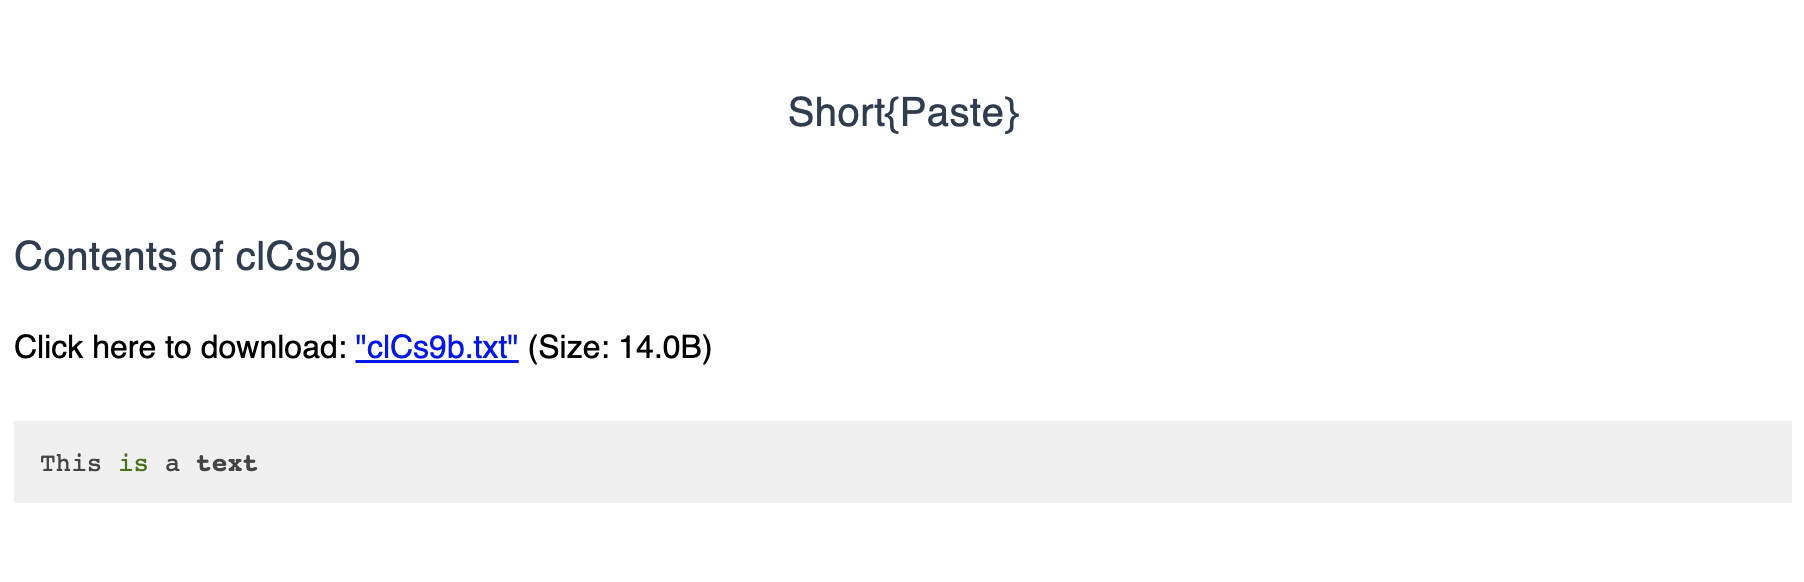 Short{Paste}
Contents of clCs9b
Click here to download: "clCs9b.txt" (Size: 14.0B)
This is a text